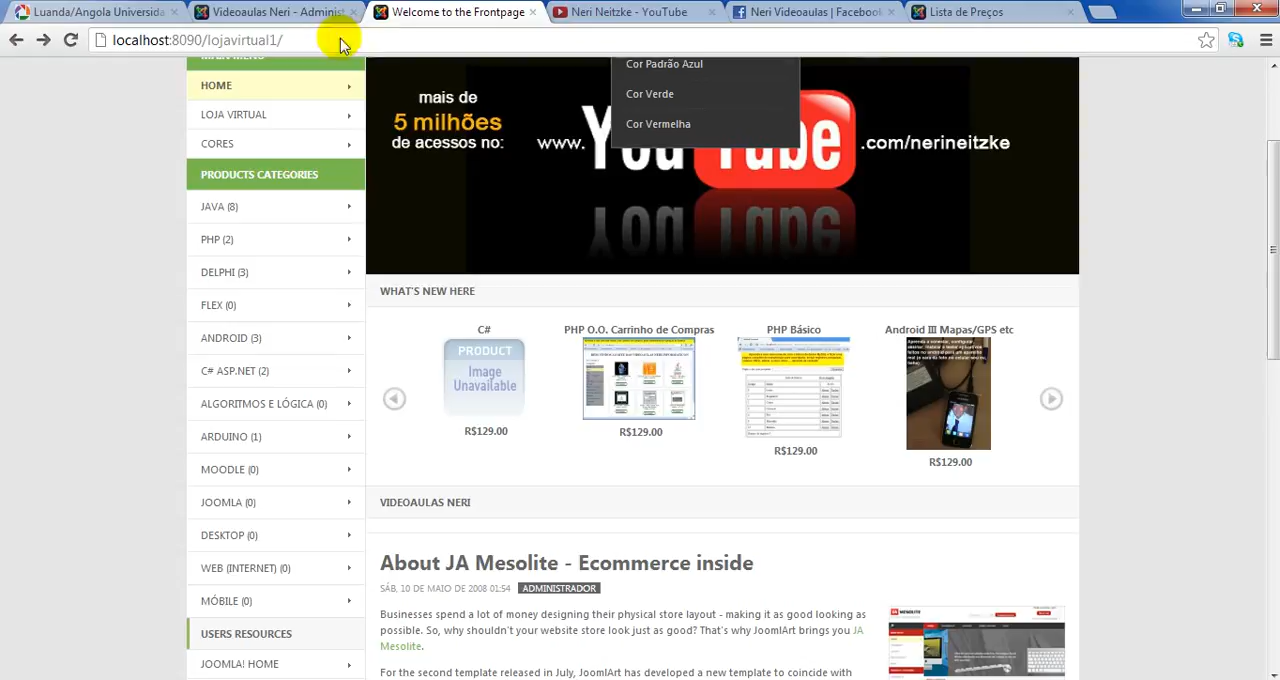 Luanda/Angola Universida
Videoaulas Neri - Administ
Welcome to the Frontpage
Neri Neitzke - YouTube
Neri Videoaulas | Facebook
Lista de Preços
localhost:8090/lojavirtual1/
MAIN MENU
HOME
LOJA VIRTUAL
CORES
PRODUCTS CATEGORIES
JAVA (8)
PHP (2)
DELPHI (3)
FLEX (0)
ANDROID (3)
ALGORITMOS E LÓGICA (0)
ARDUINO (1)
MOODLE (0)
JOOMLA (0)
DESKTOP (0)
WEB (INTERNET) (0)
MÓBILE (0)
USERS RESOURCES
JOOMLA! HOME
Cor Padrão Azul
Cor Verde
Cor Vermelha
mais de
5 milhões
de acessos no:
www.YouTube.com/nerineitzke
WHAT'S NEW HERE
C#
PRODUCT
Image
Unavailable
R$129.00
PHP O.O. Carrinho de Compras
R$129.00
PHP Básico
R$129.00
Android III Mapas/GPS etc
R$129.00
VIDEOAULAS NERI
About JA Mesolite - Ecommerce inside
SÁB, 10 DE MAIO DE 2008 01:54 ADMINISTRADOR
Businesses spend a lot of money designing their physical store layout - making it as good looking as
possible. So, why shouldn't your website store look just as good? That's why JoomlArt brings you JA
Mesolite.
For the second template released in July, JoomlArt has developed a new template to coincide with